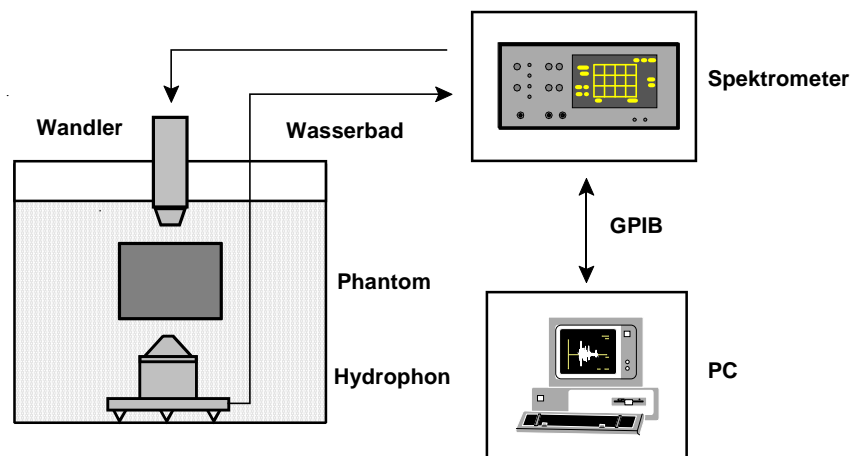 Spektrometer
Wandler
Wasserbad
GPIB
Phantom
Hydrophon
PC